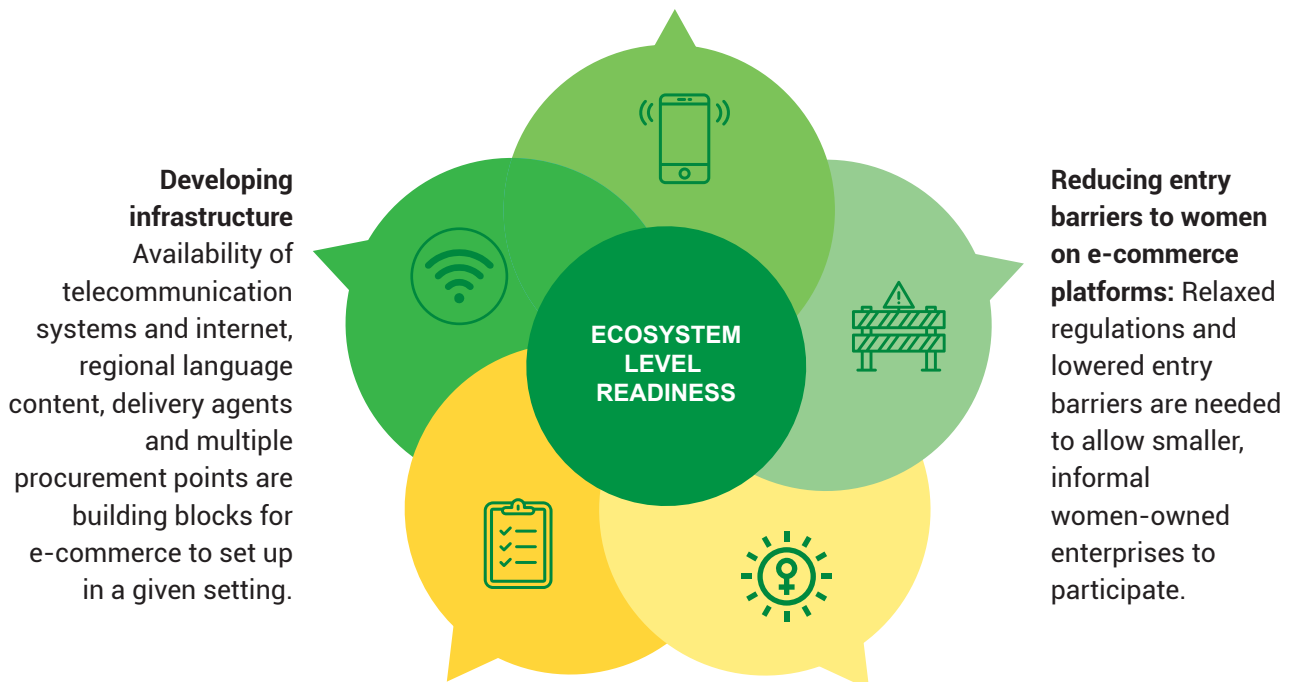 Developing
infrastructure
Availability of
telecommunication
systems and internet,
regional language
content, delivery agents
and multiple
procurement points are
building blocks for
e-commerce to set up
in a given setting.
ECOSYSTEM
LEVEL
READINESS
Reducing entry
barriers to women
on e-commerce
platforms: Relaxed
regulations and
lowered entry
barriers are needed
to allow smaller,
informal
women-owned
enterprises to
participate.